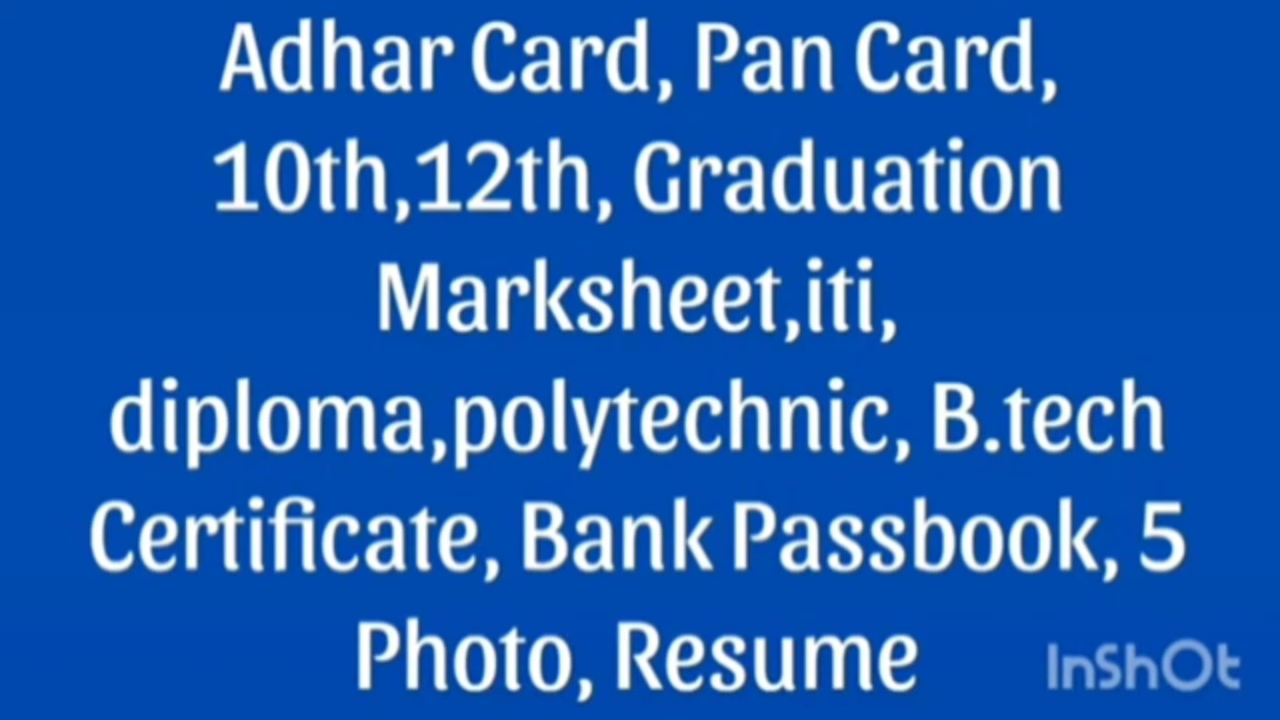 Adhar Card, Pan Card,
10th,12th, Graduation
Marksheet,iti,
diploma,polytechnic, B.tech
Certificate, Bank Passbook, 5
Photo, Resume
InShOt